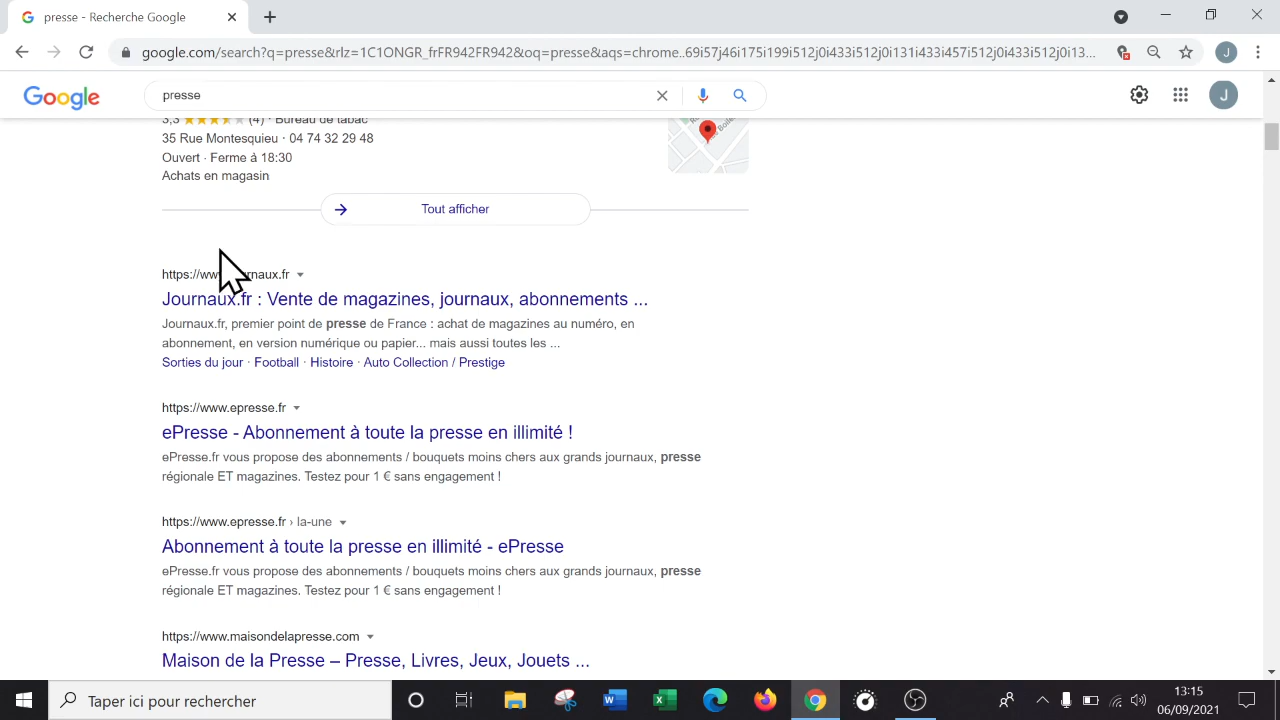 presse - Recherche Google
google.com/search?q=presse&rlz=1C1ONGR_frFR942FR942&oq=presse&aqs=chrome..69i57j46i175i199i512j0i433i512j0i131i433i457i512j0i433i512j0i13...
J
Google
presse
J
3,3 (4) · Bureau de tabac
35 Rue Montesquieu · 04 74 32 29 48
Ouvert · Ferme à 18:30
Achats en magasin
Tout afficher
https://www.journaux.fr
Journaux.fr : Vente de magazines, journaux, abonnements ...
Journaux.fr, premier point de presse de France : achat de magazines au numéro, en
abonnement, en version numérique ou papier... mais aussi toutes les ...
Sorties du jour · Football · Histoire · Auto Collection / Prestige
https://www.epresse.fr
ePresse - Abonnement à toute la presse en illimité !
ePresse.fr vous propose des abonnements / bouquets moins chers aux grands journaux, presse
régionale ET magazines. Testez pour 1 € sans engagement !
https://www.epresse.fr › la-une
Abonnement à toute la presse en illimité - ePresse
ePresse.fr vous propose des abonnements / bouquets moins chers aux grands journaux, presse
régionale ET magazines. Testez pour 1 € sans engagement !
https://www.maisondelapresse.com
Maison de la Presse – Presse, Livres, Jeux, Jouets ...
Taper ici pour rechercher
13:15
06/09/2021